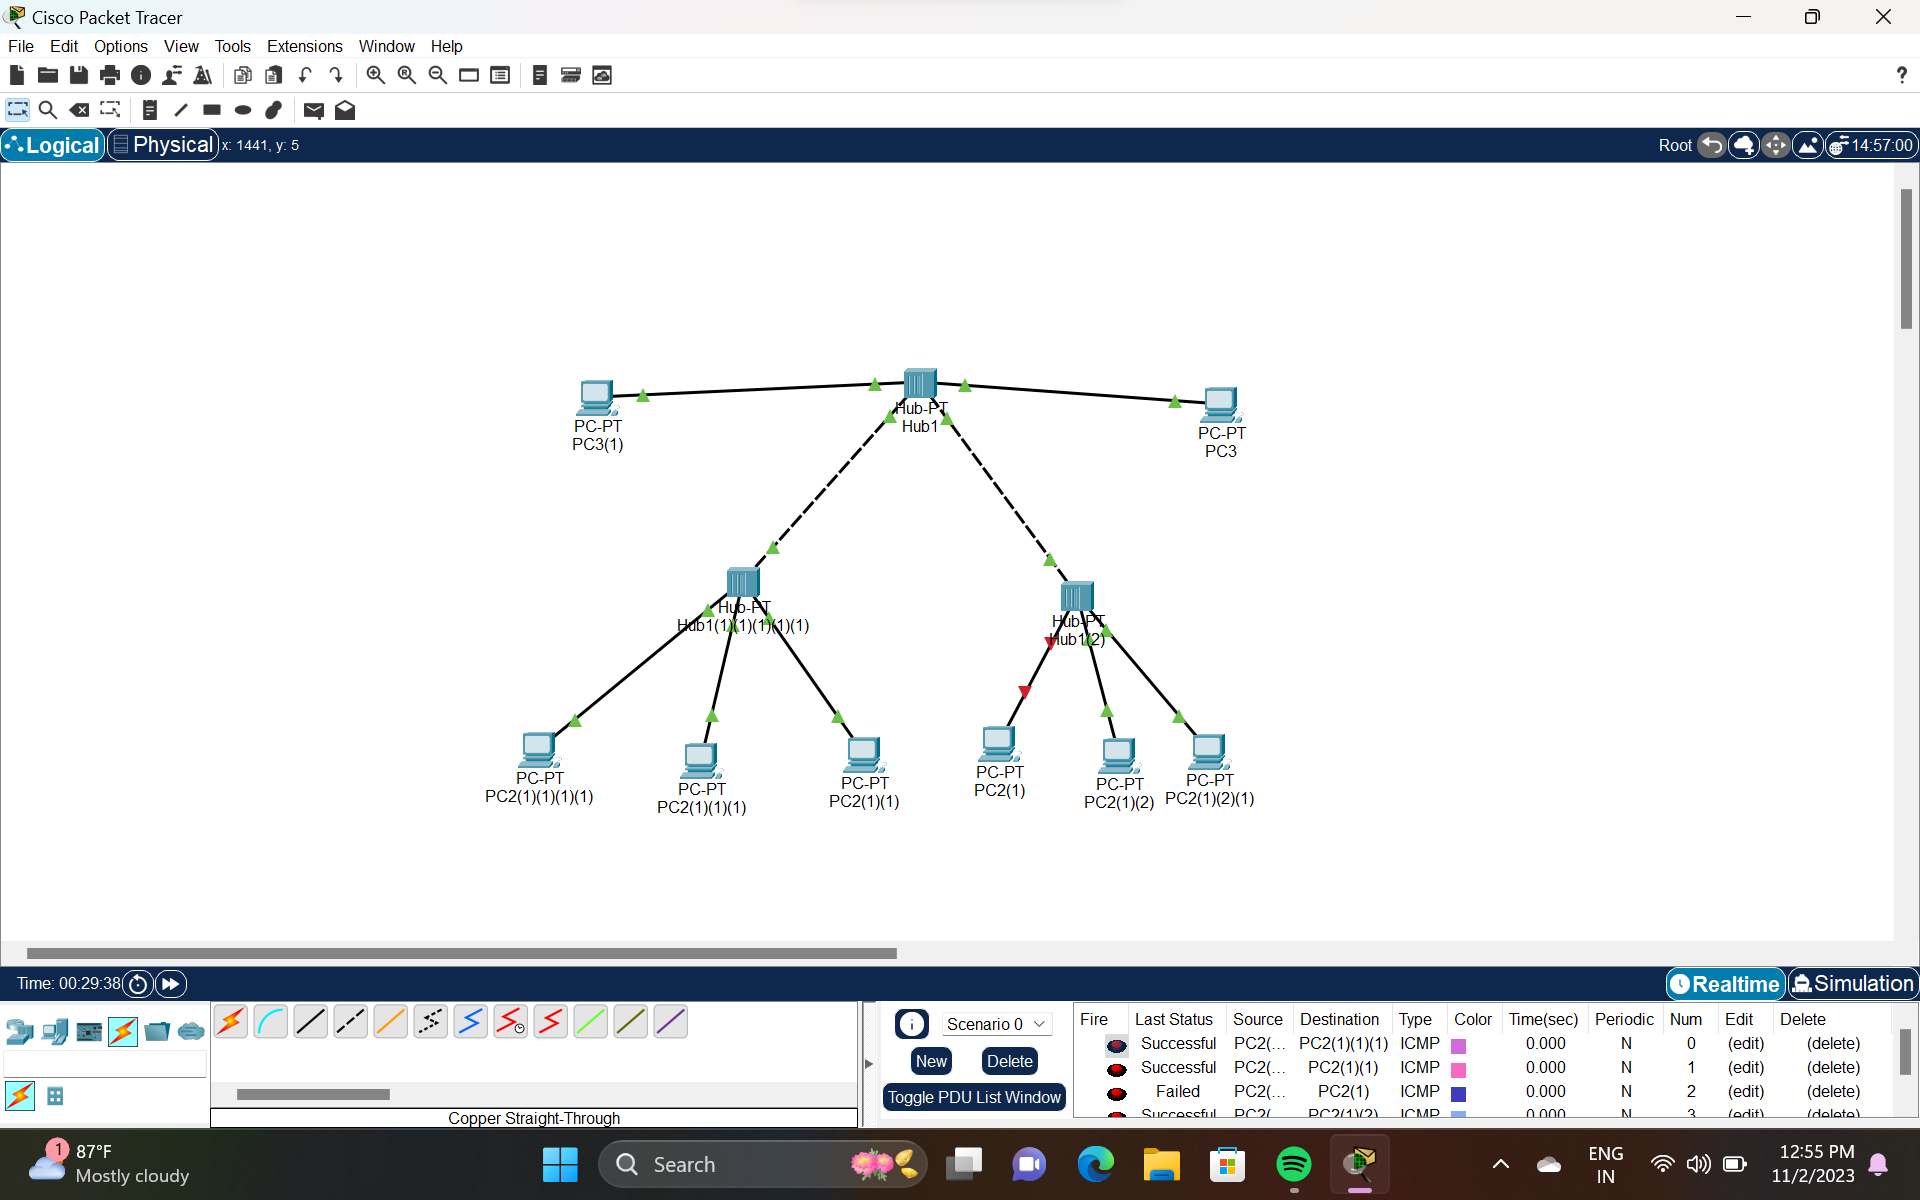 Cisco Packet Tracer
File Edit Options View Tools Extensions Window Help
?
Logical Physical x: 1441, y: 5 Root 14:57:00
Hub-PT
Hub1
PC-PT
PC3(1)
PC-PT
PC3
Hub-PT
Hub1(1)(1)(1)(1)(1)
Hub-PT
Hub1(2)
PC-PT
PC2(1)(1)(1)(1)
PC-PT
PC2(1)(1)(1)
PC-PT
PC2(1)(1)
PC-PT
PC2(1)
PC-PT
PC2(1)(2)
PC-PT
PC2(1)(2)(1)
Time: 00:29:38 Realtime Simulation
Copper Straight-Through
Scenario 0
New Delete
Toggle PDU List Window
Fire Last Status Source Destination Type Color Time(sec) Periodic Num Edit Delete
Successful PC2(... PC2(1)(1)(1) ICMP 0.000 N 0 (edit) (delete)
Successful PC2(... PC2(1)(1) ICMP 0.000 N 1 (edit) (delete)
Failed PC2(... PC2(1) ICMP 0.000 N 2 (edit) (delete)
Successful PC2(... PC2(1)(2) ICMP 0.000 N 3 (edit) (delete)
1
87°F
Mostly cloudy
Search
ENG
IN
12:55 PM
11/2/2023